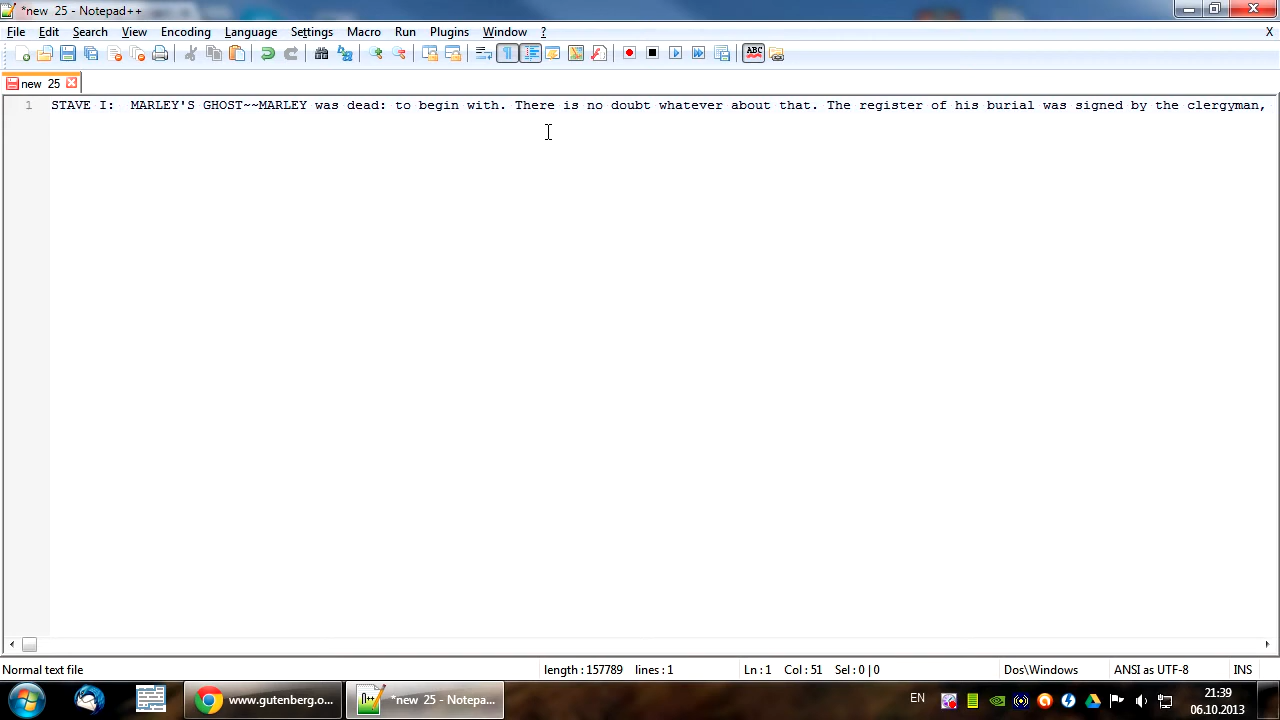 *new 25 - Notepad++
File Edit Search View Encoding Language Settings Macro Run Plugins Window ? X
ABC
new 25
1 STAVE I: MARLEY'S GHOST~~MARLEY was dead: to begin with. There is no doubt whatever about that. The register of his burial was signed by the clergyman,
Normal text file length : 157789 lines : 1 Ln : 1 Col : 51 Sel : 0 | 0 Dos\Windows ANSI as UTF-8 INS
www.gutenberg.o... *new 25 - Notepa... EN 21:39
06.10.2013